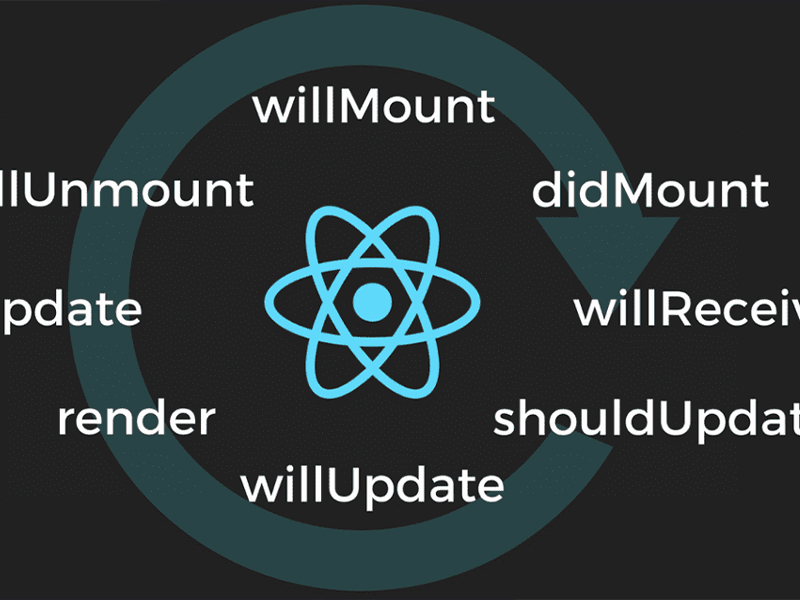 willMount
llUnmount
didMount
pdate
willReceiv
render
shouldUpdat
willUpdate